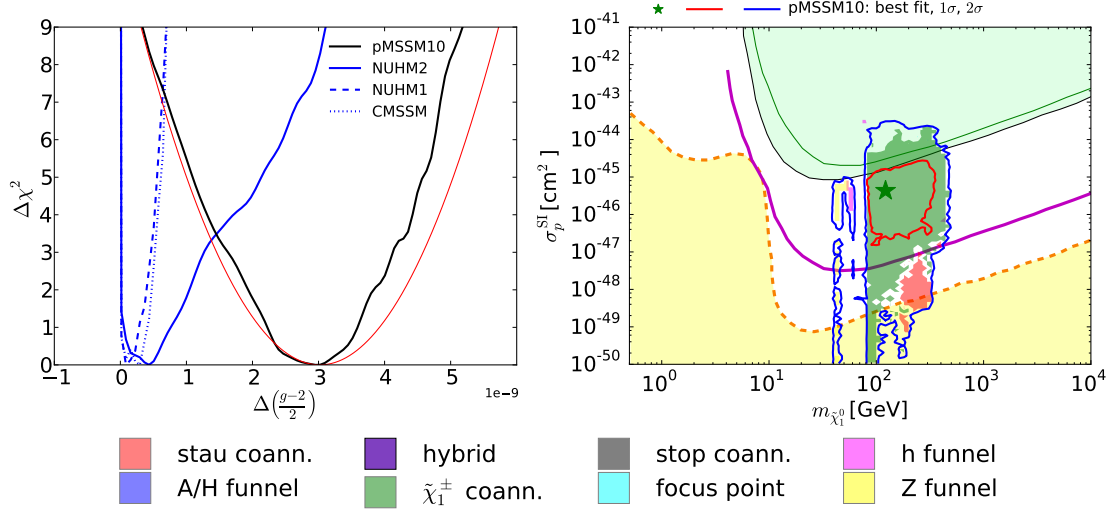 pMSSM10: best fit, 1σ, 2σ
9
8
7
6
5
4
3
2
1
0
Δχ²
pMSSM10
NUHM2
NUHM1
CMSSM
−1 0 1 2 3 4 5
1e−9
Δ((g−2)/2)
10⁻⁴¹
10⁻⁴²
10⁻⁴³
10⁻⁴⁴
10⁻⁴⁵
10⁻⁴⁶
10⁻⁴⁷
10⁻⁴⁸
10⁻⁴⁹
10⁻⁵⁰
σₚ^SI [cm²]
10⁰ 10¹ 10² 10³ 10⁴
m_χ̃₁⁰ [GeV]
stau coann. hybrid stop coann. h funnel
A/H funnel χ̃₁^± coann. focus point Z funnel